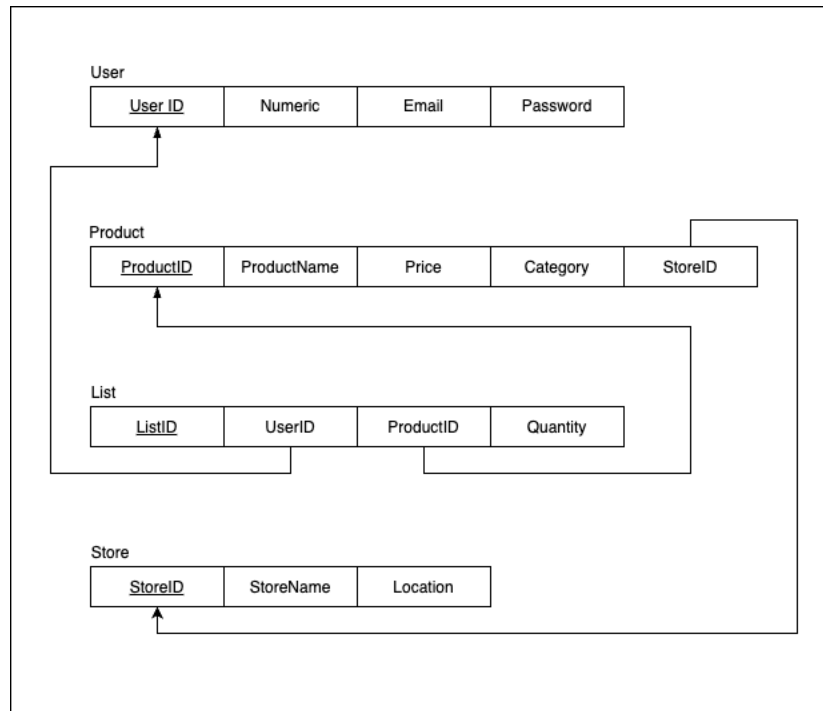 User
User ID Numeric Email Password
Product
ProductID ProductName Price Category StoreID
List
ListID UserID ProductID Quantity
Store
StoreID StoreName Location